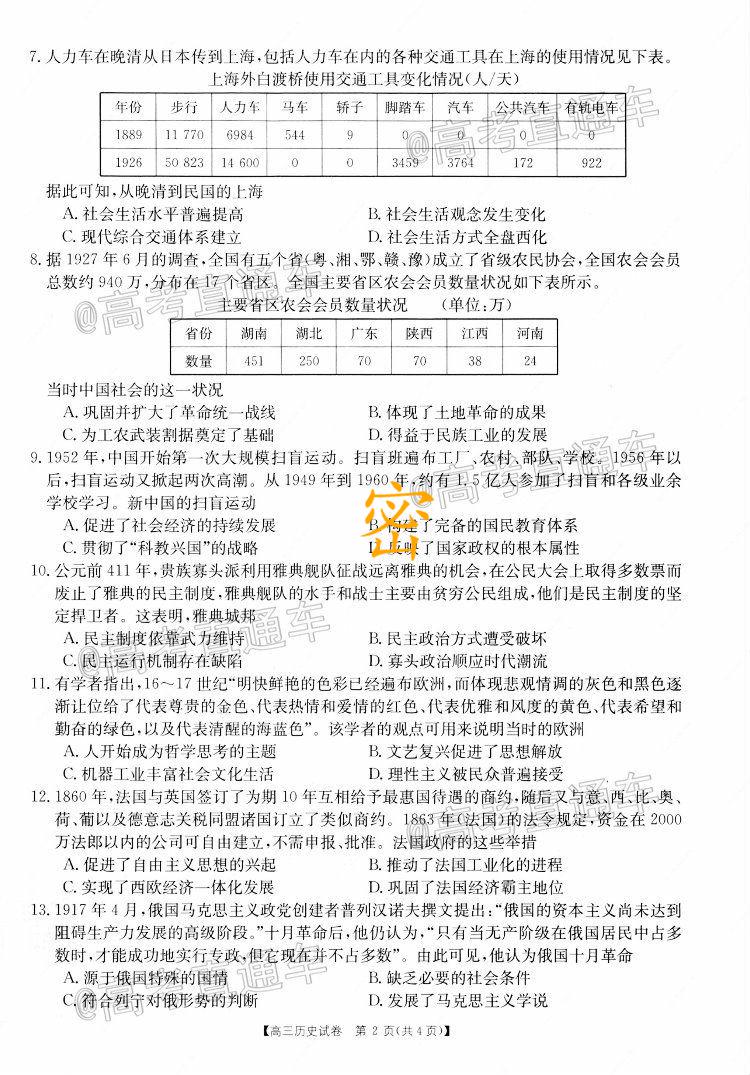 7. 人力车在晚清从日本传到上海,包括人力车在内的各种交通工具在上海的使用情况见下表。
上海外白渡桥使用交通工具变化情况(人/天)
年份 步行 人力车 马车 轿子 脚踏车 汽车 公共汽车 有轨电车
1889 11 770 6984 544 9 0 0 0 0
1926 50 823 14 600 0 0 3459 3764 172 922
据此可知,从晚清到民国的上海
A. 社会生活水平普遍提高 B. 社会生活观念发生变化
C. 现代综合交通体系建立 D. 社会生活方式全盘西化
8. 据 1927 年 6 月的调查,全国有五个省(粤、湘、鄂、赣、豫)成立了省级农民协会,全国农会会员
总数约 940 万,分布在 17 个省区。全国主要省区农会会员数量状况如下表所示。
主要省区农会会员数量状况 (单位:万)
省份 湖南 湖北 广东 陕西 江西 河南
数量 451 250 70 70 38 24
当时中国社会的这一状况
A. 巩固并扩大了革命统一战线 B. 体现了土地革命的成果
C. 为工农武装割据奠定了基础 D. 得益于民族工业的发展
9. 1952 年,中国开始第一次大规模扫盲运动。扫盲班遍布工厂、农村、部队、学校。1956 年以
后,扫盲运动又掀起两次高潮。从 1949 年到 1960 年,约有 1.5 亿人参加了扫盲和各级业余
学校学习。新中国的扫盲运动
A. 促进了社会经济的持续发展 B. 构建了完备的国民教育体系
C. 贯彻了“科教兴国”的战略 D. 反映了国家政权的根本属性
密
10. 公元前 411 年,贵族寡头派利用雅典舰队征战远离雅典的机会,在公民大会上取得多数票而
废止了雅典的民主制度,雅典舰队的水手和战士主要由贫穷公民组成,他们是民主制度的坚
定捍卫者。这表明,雅典城邦
A. 民主制度依靠武力维持 B. 民主政治方式遭受破坏
C. 民主运行机制存在缺陷 D. 寡头政治顺应时代潮流
11. 有学者指出,16～17 世纪“明快鲜艳的色彩已经遍布欧洲,而体现悲观情调的灰色和黑色逐
渐让位给了代表尊贵的金色、代表热情和爱情的红色、代表优雅和风度的黄色、代表希望和
勤奋的绿色,以及代表清醒的海蓝色”。该学者的观点可用来说明当时的欧洲
A. 人开始成为哲学思考的主题 B. 文艺复兴促进了思想解放
C. 机器工业丰富社会文化生活 D. 理性主义被民众普遍接受
12. 1860 年,法国与英国签订了为期 10 年互相给予最惠国待遇的商约,随后又与意、西、比、奥、
荷、葡以及德意志关税同盟诸国订立了类似商约。1863 年(法国)的法令规定,资金在 2000
万法郎以内的公司可自由建立,不需申报、批准。法国政府的这些举措
A. 促进了自由主义思想的兴起 B. 推动了法国工业化的进程
C. 实现了西欧经济一体化发展 D. 巩固了法国经济霸主地位
13. 1917 年 4 月,俄国马克思主义政党创建者普列汉诺夫撰文提出:“俄国的资本主义尚未达到
阻碍生产力发展的高级阶段。”十月革命后,他仍认为,“只有当无产阶级在俄国居民中占多
数时,才能成功地实行专政,但它现在并不占多数”。由此可见,他认为俄国十月革命
A. 源于俄国特殊的国情 B. 缺乏必要的社会条件
C. 符合列宁对俄形势的判断 D. 发展了马克思主义学说
【高三历史试卷 第 2 页(共 4 页)】
@高考直通车
@高考直通车
@高考直通车
@高考直通车
@高考直通车
@高考直通车